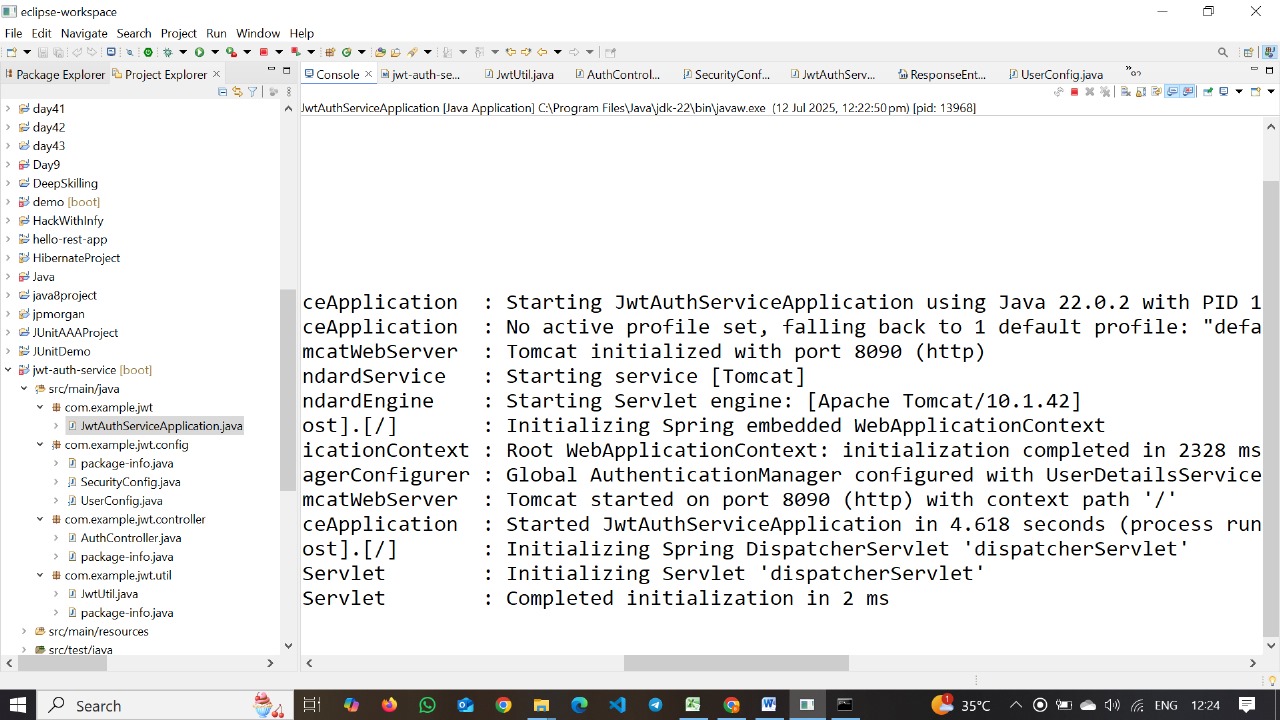 eclipse-workspace
File Edit Navigate Search Project Run Window Help
Package Explorer Project Explorer
Console jwt-auth-se... JwtUtil.java AuthControl... SecurityConf... JwtAuthServ... ResponseEnt... UserConfig.java
JwtAuthServiceApplication [Java Application] C:\Program Files\Java\jdk-22\bin\javaw.exe (12 Jul 2025, 12:22:50 pm) [pid: 13968]
day41
day42
day43
Day9
DeepSkilling
demo [boot]
HackWithInfy
hello-rest-app
HibernateProject
Java
java8project
jpmorgan
JUnitAAAProject
JUnitDemo
jwt-auth-service [boot]
src/main/java
com.example.jwt
JwtAuthServiceApplication.java
com.example.jwt.config
package-info.java
SecurityConfig.java
UserConfig.java
com.example.jwt.controller
AuthController.java
package-info.java
com.example.jwt.util
JwtUtil.java
package-info.java
src/main/resources
src/test/java
ceApplication : Starting JwtAuthServiceApplication using Java 22.0.2 with PID 1
ceApplication : No active profile set, falling back to 1 default profile: "defa
mcatWebServer : Tomcat initialized with port 8090 (http)
ndardService : Starting service [Tomcat]
ndardEngine : Starting Servlet engine: [Apache Tomcat/10.1.42]
ost].[/] : Initializing Spring embedded WebApplicationContext
icationContext : Root WebApplicationContext: initialization completed in 2328 ms
agerConfigurer : Global AuthenticationManager configured with UserDetailsService
mcatWebServer : Tomcat started on port 8090 (http) with context path '/'
ceApplication : Started JwtAuthServiceApplication in 4.618 seconds (process run
ost].[/] : Initializing Spring DispatcherServlet 'dispatcherServlet'
Servlet : Initializing Servlet 'dispatcherServlet'
Servlet : Completed initialization in 2 ms
Search
35°C ENG 12:24